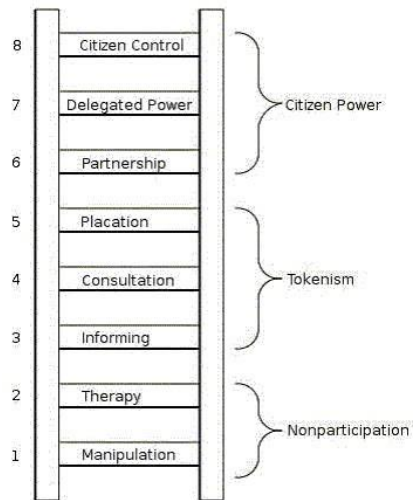 8 Citizen Control
7 Delegated Power Citizen Power
6 Partnership
5 Placation
4 Consultation Tokenism
3 Informing
2 Therapy
Nonparticipation
1 Manipulation